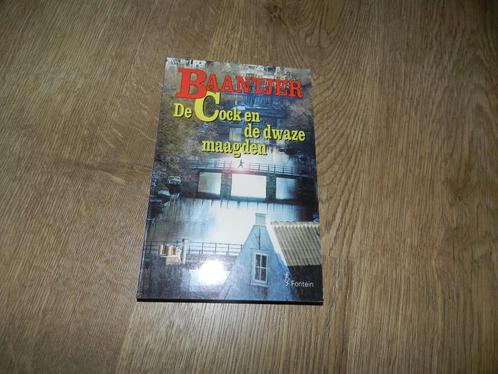 BAANTJER
De Cock en
de dwaze
maagden
Fontein